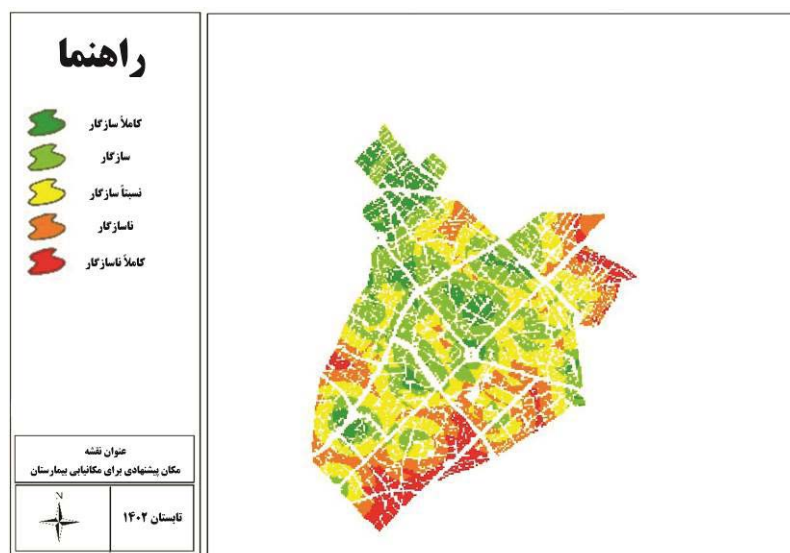 راهنما
کاملاً سازگار
سازگار
نسبتاً سازگار
ناسازگار
کاملاً ناسازگار
عنوان نقشه
مکان پیشنهادی برای مکانیابی بیمارستان
N
تابستان ۱۴۰۲